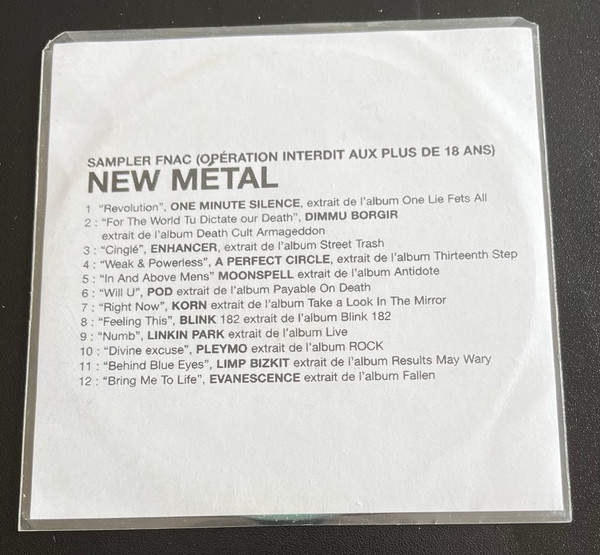 SAMPLER FNAC (OPÉRATION INTERDIT AUX PLUS DE 18 ANS)
NEW METAL
1 "Revolution", ONE MINUTE SILENCE, extrait de l'album One Lie Fets All
2 : "For The World Tu Dictate our Death", DIMMU BORGIR
extrait de l'album Death Cult Armageddon
3 : "Cinglé", ENHANCER, extrait de l'album Street Trash
4 : "Weak & Powerless", A PERFECT CIRCLE, extrait de l'album Thirteenth Step
5 : "In And Above Mens" MOONSPELL extrait de l'album Antidote
6 : "Will U", POD extrait de l'album Payable On Death
7 : "Right Now", KORN extrait de l'album Take a Look In The Mirror
8 : "Feeling This", BLINK 182 extrait de l'album Blink 182
9 : "Numb", LINKIN PARK extrait de l'album Live
10 : "Divine excuse", PLEYMO extrait de l'album ROCK
11 : "Behind Blue Eyes", LIMP BIZKIT extrait de l'album Results May Wary
12 : "Bring Me To Life", EVANESCENCE extrait de l'album Fallen